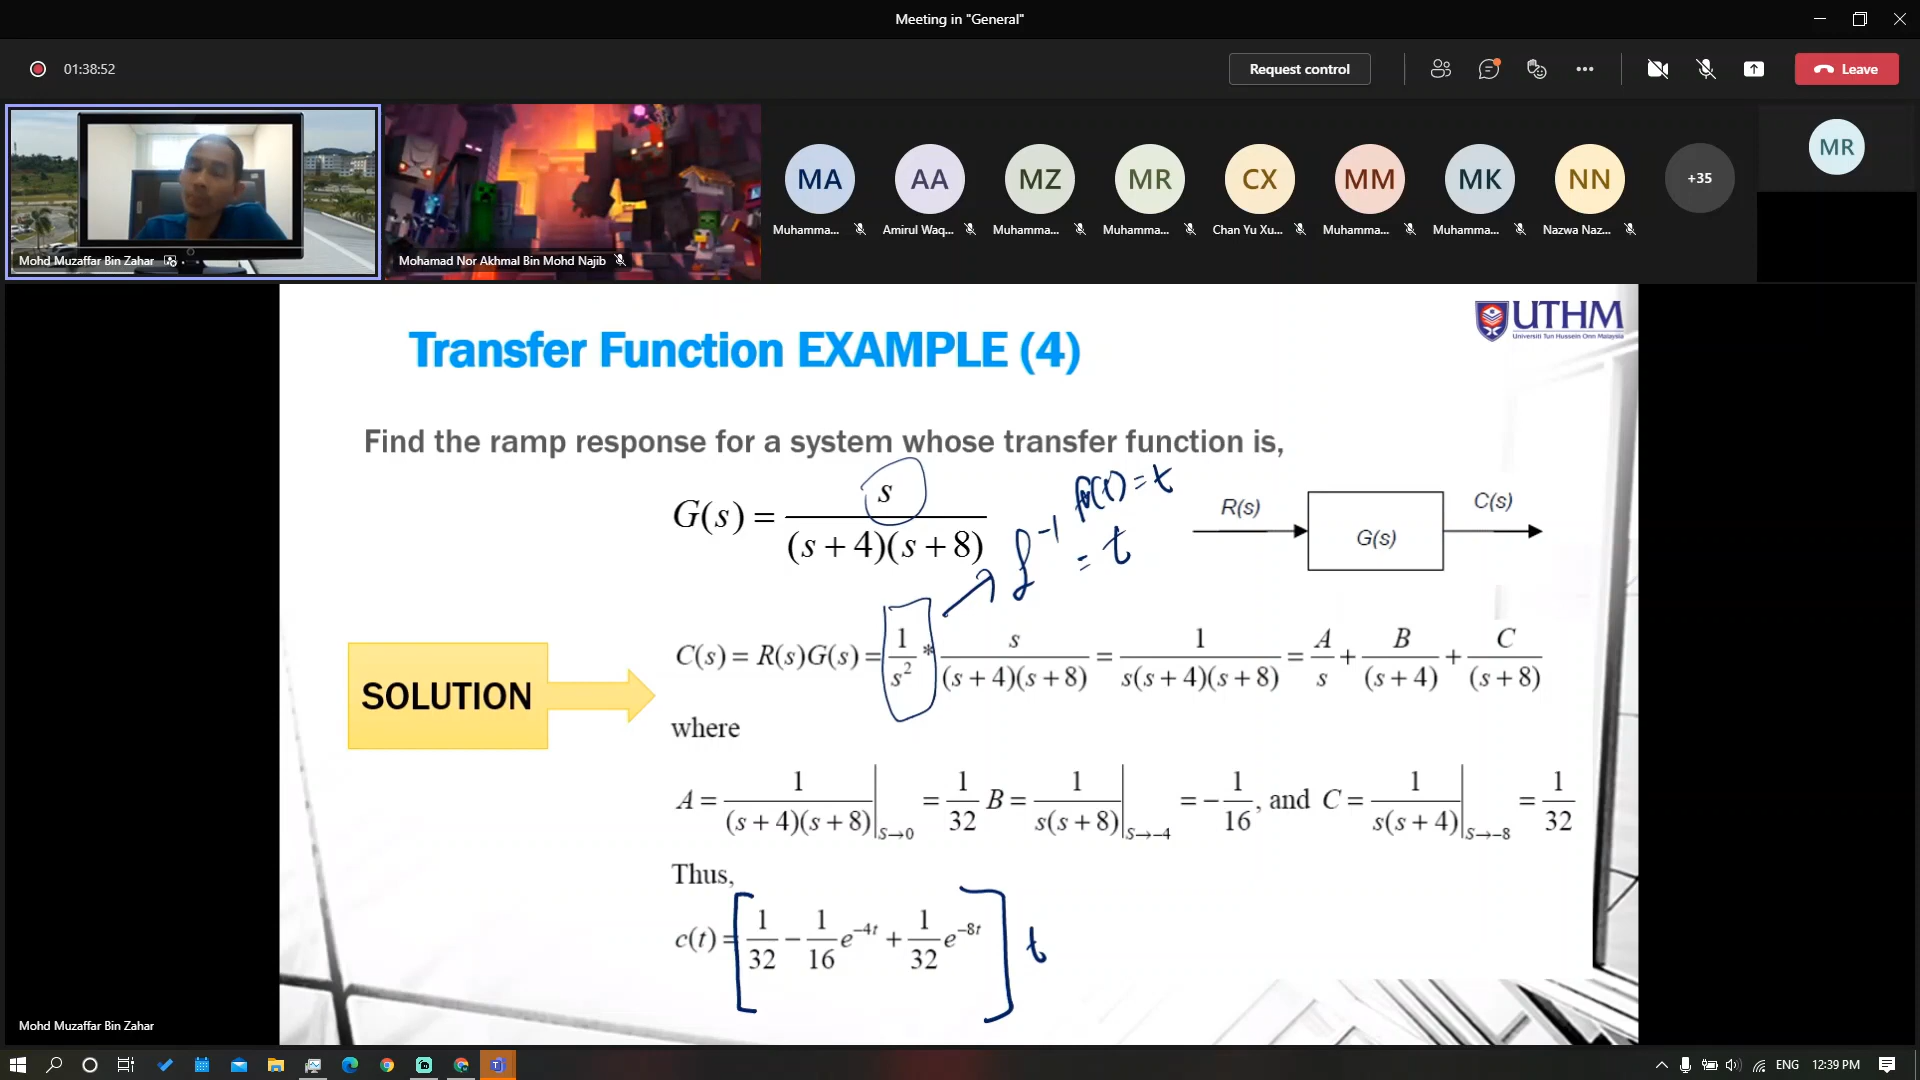 Meeting in "General"
01:38:52
Request control
Leave
MA
AA
MZ
MR
CX
MM
MK
NN
+35
MR
Muhamma...
Amirul Waq...
Muhamma...
Muhamma...
Chan Yu Xu...
Muhamma...
Muhamma...
Nazwa Naz...
Mohd Muzaffar Bin Zahar
Mohamad Nor Akhmal Bin Mohd Najib
UTHM
Universiti Tun Hussein Onn Malaysia
Transfer Function EXAMPLE (4)
Find the ramp response for a system whose transfer function is,
G(s) = s / (s + 4)(s + 8)
r(t) = t
ℒ⁻¹ = t
R(s)
G(s)
C(s)
SOLUTION
C(s) = R(s)G(s) = 1/s² * s/(s + 4)(s + 8) = 1/s(s + 4)(s + 8) = A/s + B/(s + 4) + C/(s + 8)
where
A = 1/(s + 4)(s + 8)|S→0 = 1/32 B = 1/s(s + 8)|S→-4 = -1/16, and C = 1/s(s + 4)|S→-8 = 1/32
Thus,
c(t) = [1/32 - 1/16 e^-4t + 1/32 e^-8t] t
Mohd Muzaffar Bin Zahar
ENG
12:39 PM